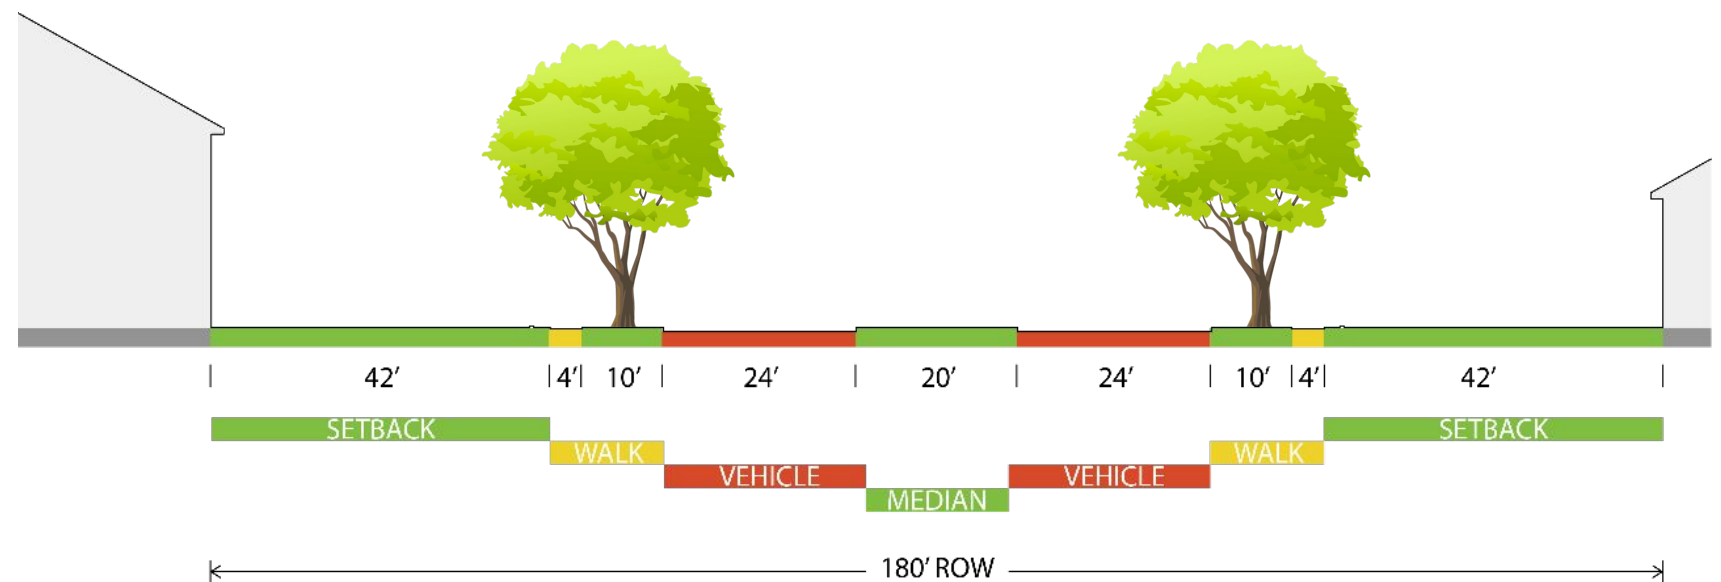 42' 4' 10' 24' 20' 24' 10' 4' 42'
SETBACK SETBACK
WALK WALK
VEHICLE VEHICLE
MEDIAN
180' ROW